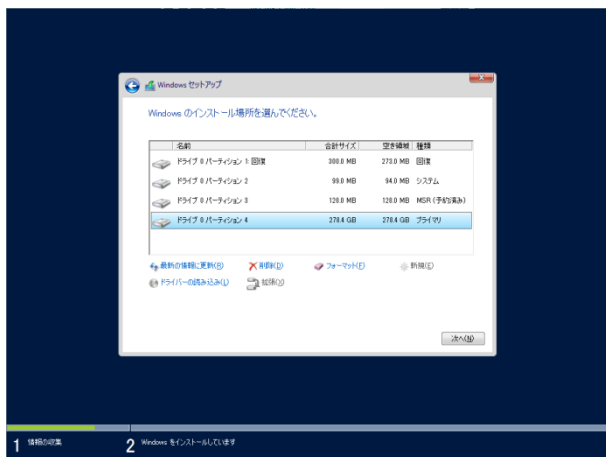 Windows セットアップ
Windows のインストール場所を選んでください。
名前 合計サイズ 空き領域 種類
ドライブ 0 パーティション 1: 回復 300.0 MB 273.0 MB 回復
ドライブ 0 パーティション 2 99.0 MB 94.0 MB システム
ドライブ 0 パーティション 3 128.0 MB 128.0 MB MSR (予約済み)
ドライブ 0 パーティション 4 278.4 GB 278.4 GB プライマリ
最新の情報に更新(R) 削除(D) フォーマット(F) 新規(E)
ドライバーの読み込み(L) 拡張(X)
次へ(N)
1 情報の収集 2 Windows をインストールしています